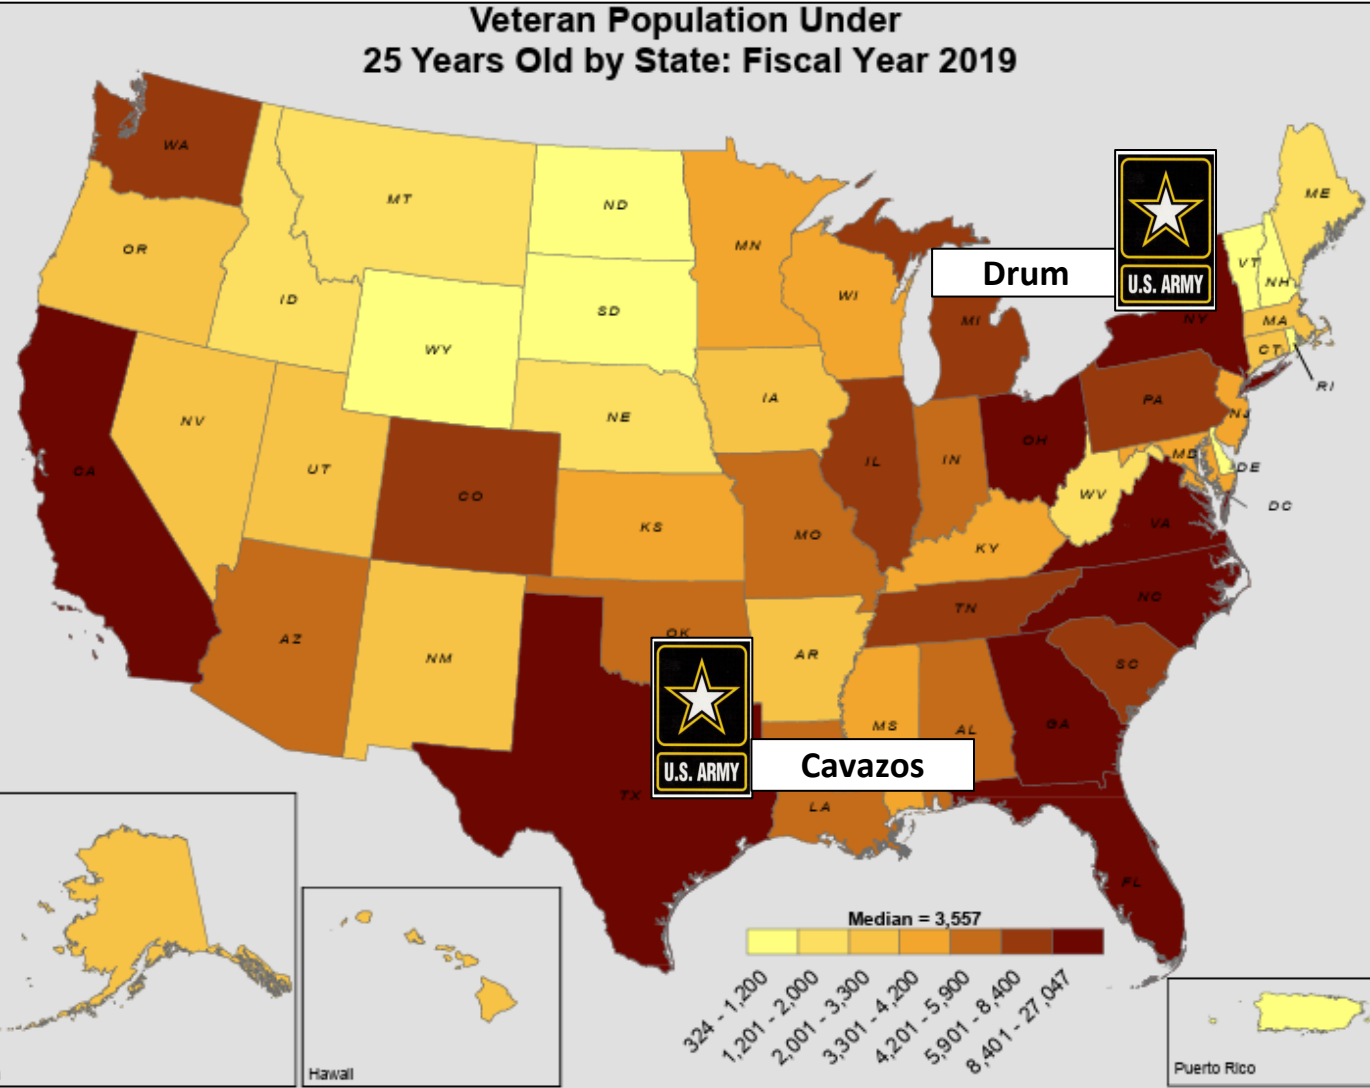 Veteran Population Under
25 Years Old by State: Fiscal Year 2019
WA
MT
ND
MN
ME
OR
ID
SD
WI
Drum
U.S. ARMY
VT
NH
WY
MI
NY
MA
CT
RI
NV
UT
NE
IA
PA
NJ
CA
CO
IL
IN
OH
MD
DE
WV
DC
KS
MO
KY
VA
AZ
NM
OK
TN
NC
AR
SC
MS
AL
GA
U.S. ARMY
Cavazos
TX
LA
FL
Median = 3,557
324 - 1,200
1,201 - 2,000
2,001 - 3,300
3,301 - 4,200
4,201 - 5,900
5,901 - 8,400
8,401 - 27,047
Hawaii
Puerto Rico